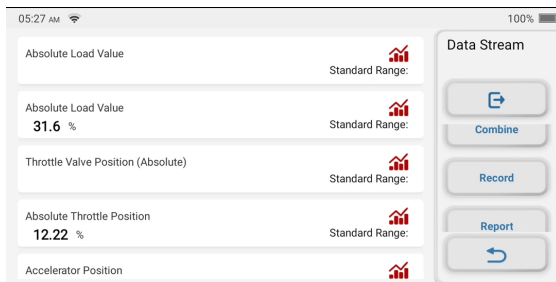 05:27 AM
100%
Data Stream
Absolute Load Value
Standard Range:
Absolute Load Value
31.6 %
Standard Range:
Throttle Valve Position (Absolute)
Standard Range:
Absolute Throttle Position
12.22 %
Standard Range:
Accelerator Position
Combine
Record
Report